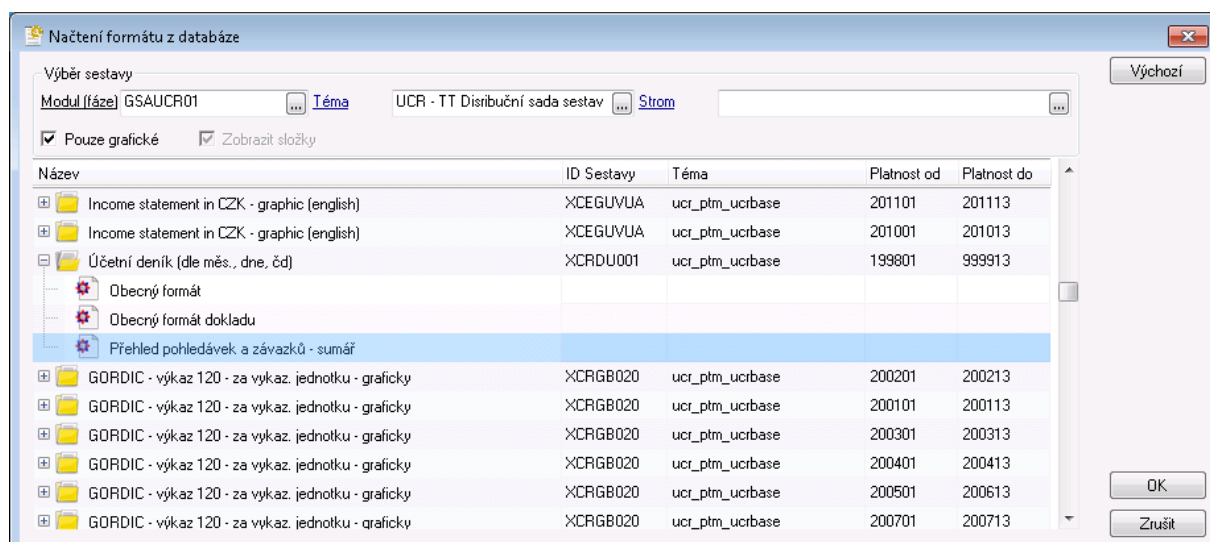 Načtení formátu z databáze
Výběr sestavy
Výchozí
Modul (fáze) GSAUCR01 ... Téma UCR - TT Disribuční sada sestav ... Strom ...
Pouze grafické Zobrazit složky
Název ID Sestavy Téma Platnost od Platnost do
Income statement in CZK - graphic (english) XCEGUVUA ucr_ptm_ucrbase 201101 201113
Income statement in CZK - graphic (english) XCEGUVUA ucr_ptm_ucrbase 201001 201013
Účetní deník (dle měs., dne, čd) XCRDU001 ucr_ptm_ucrbase 199801 999913
Obecný formát
Obecný formát dokladu
Přehled pohledávek a závazků - sumář
GORDIC - výkaz 120 - za vykaz. jednotku - graficky XCRGB020 ucr_ptm_ucrbase 200201 200213
GORDIC - výkaz 120 - za vykaz. jednotku - graficky XCRGB020 ucr_ptm_ucrbase 200101 200113
GORDIC - výkaz 120 - za vykaz. jednotku - graficky XCRGB020 ucr_ptm_ucrbase 200301 200313
GORDIC - výkaz 120 - za vykaz. jednotku - graficky XCRGB020 ucr_ptm_ucrbase 200401 200413
GORDIC - výkaz 120 - za vykaz. jednotku - graficky XCRGB020 ucr_ptm_ucrbase 200501 200613
GORDIC - výkaz 120 - za vykaz. jednotku - graficky XCRGB020 ucr_ptm_ucrbase 200701 200713
OK
Zrušit